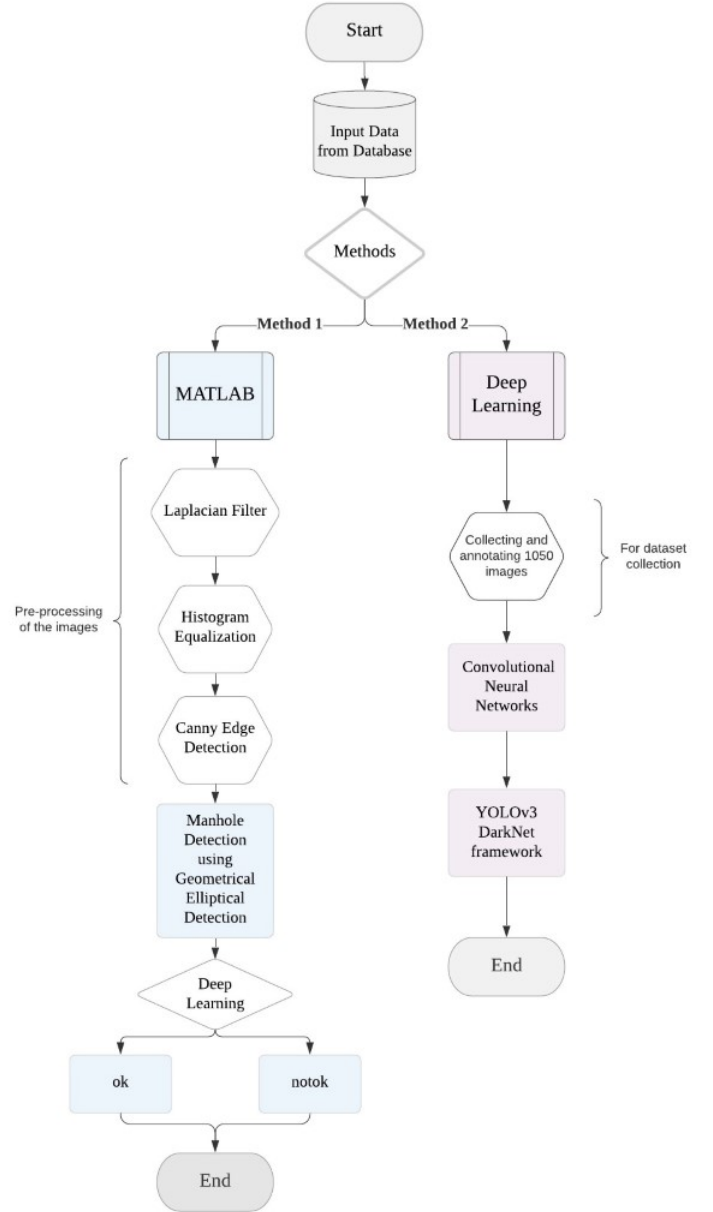 Start
Input Data
from Database
Methods
Method 1
Method 2
MATLAB
Deep
Learning
Laplacian Filter
Collecting and
annotating 1050
images
For dataset
collection
Pre-processing
of the images
Histogram
Equalization
Convolutional
Neural
Networks
Canny Edge
Detection
Manhole
Detection
using
Geometrical
Elliptical
Detection
YOLOv3
DarkNet
framework
Deep
Learning
End
ok
notok
End